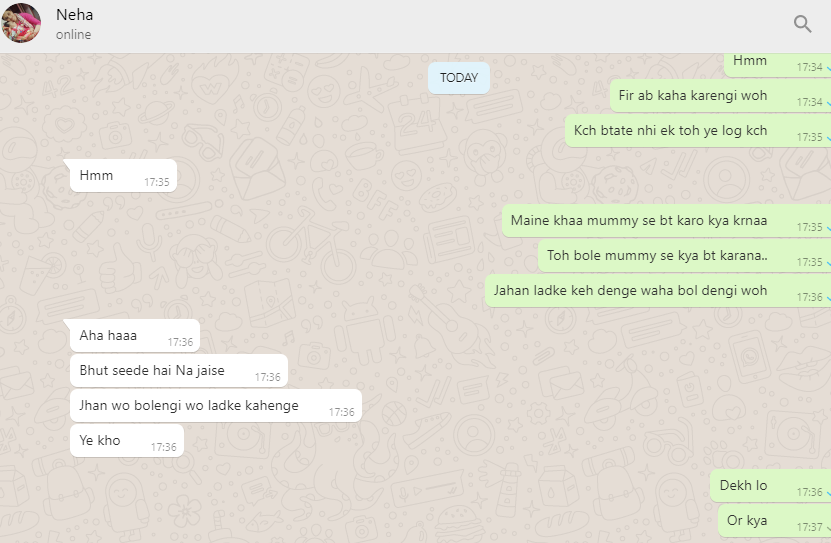 Neha
online
TODAY
Hmm
17:34
Fir ab kaha karengi woh
17:34
Kch btate nhi ek toh ye log kch
17:35
Hmm
17:35
Maine khaa mummy se bt karo kya krnaa
17:35
Toh bole mummy se kya bt karana..
17:35
Jahan ladke keh denge waha bol dengi woh
17:36
Aha haaa
17:36
Bhut seede hai Na jaise
17:36
Jhan wo bolengi wo ladke kahenge
17:36
Ye kho
17:36
Dekh lo
17:36
Or kya
17:37